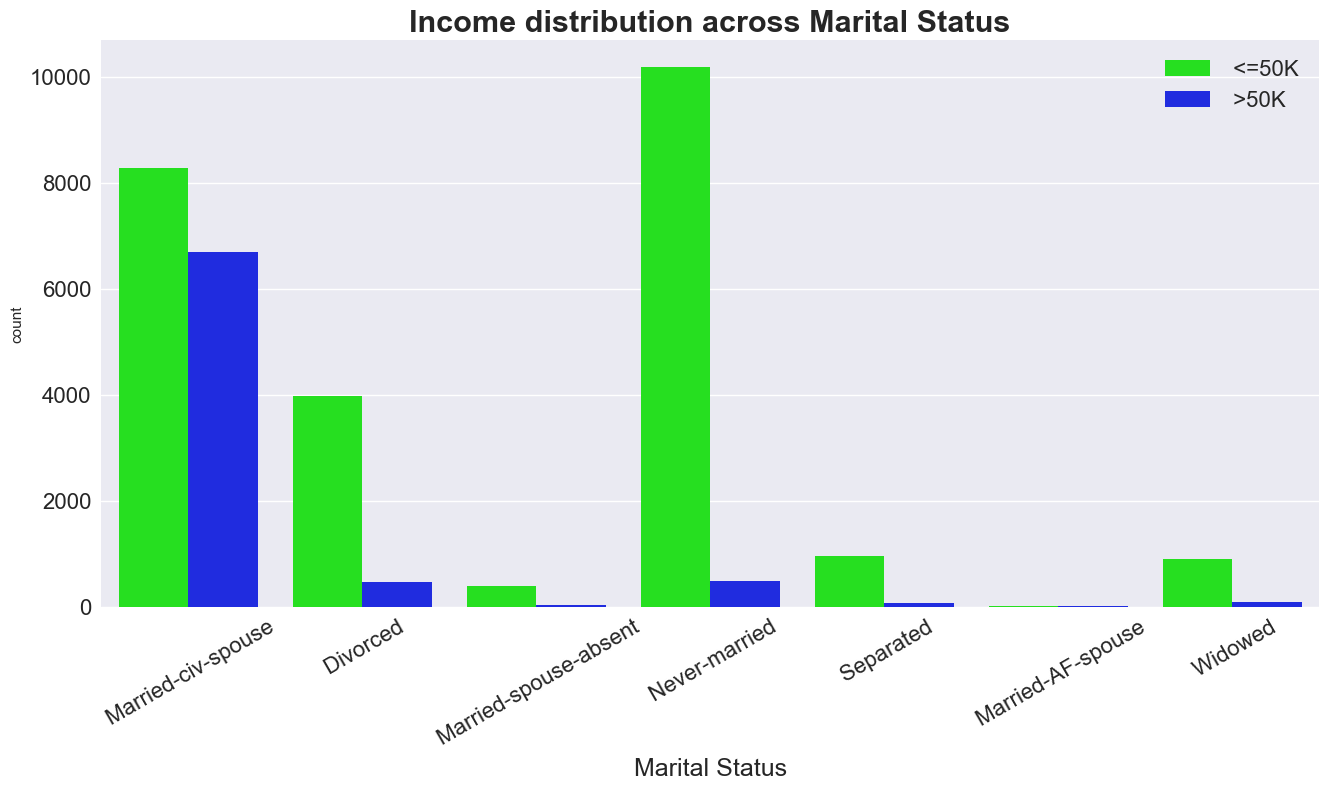 Income distribution across Marital Status
<=50K
>50K
10000
8000
6000
4000
2000
0
count
Married-civ-spouse
Divorced
Married-spouse-absent
Never-married
Separated
Married-AF-spouse
Widowed
Marital Status